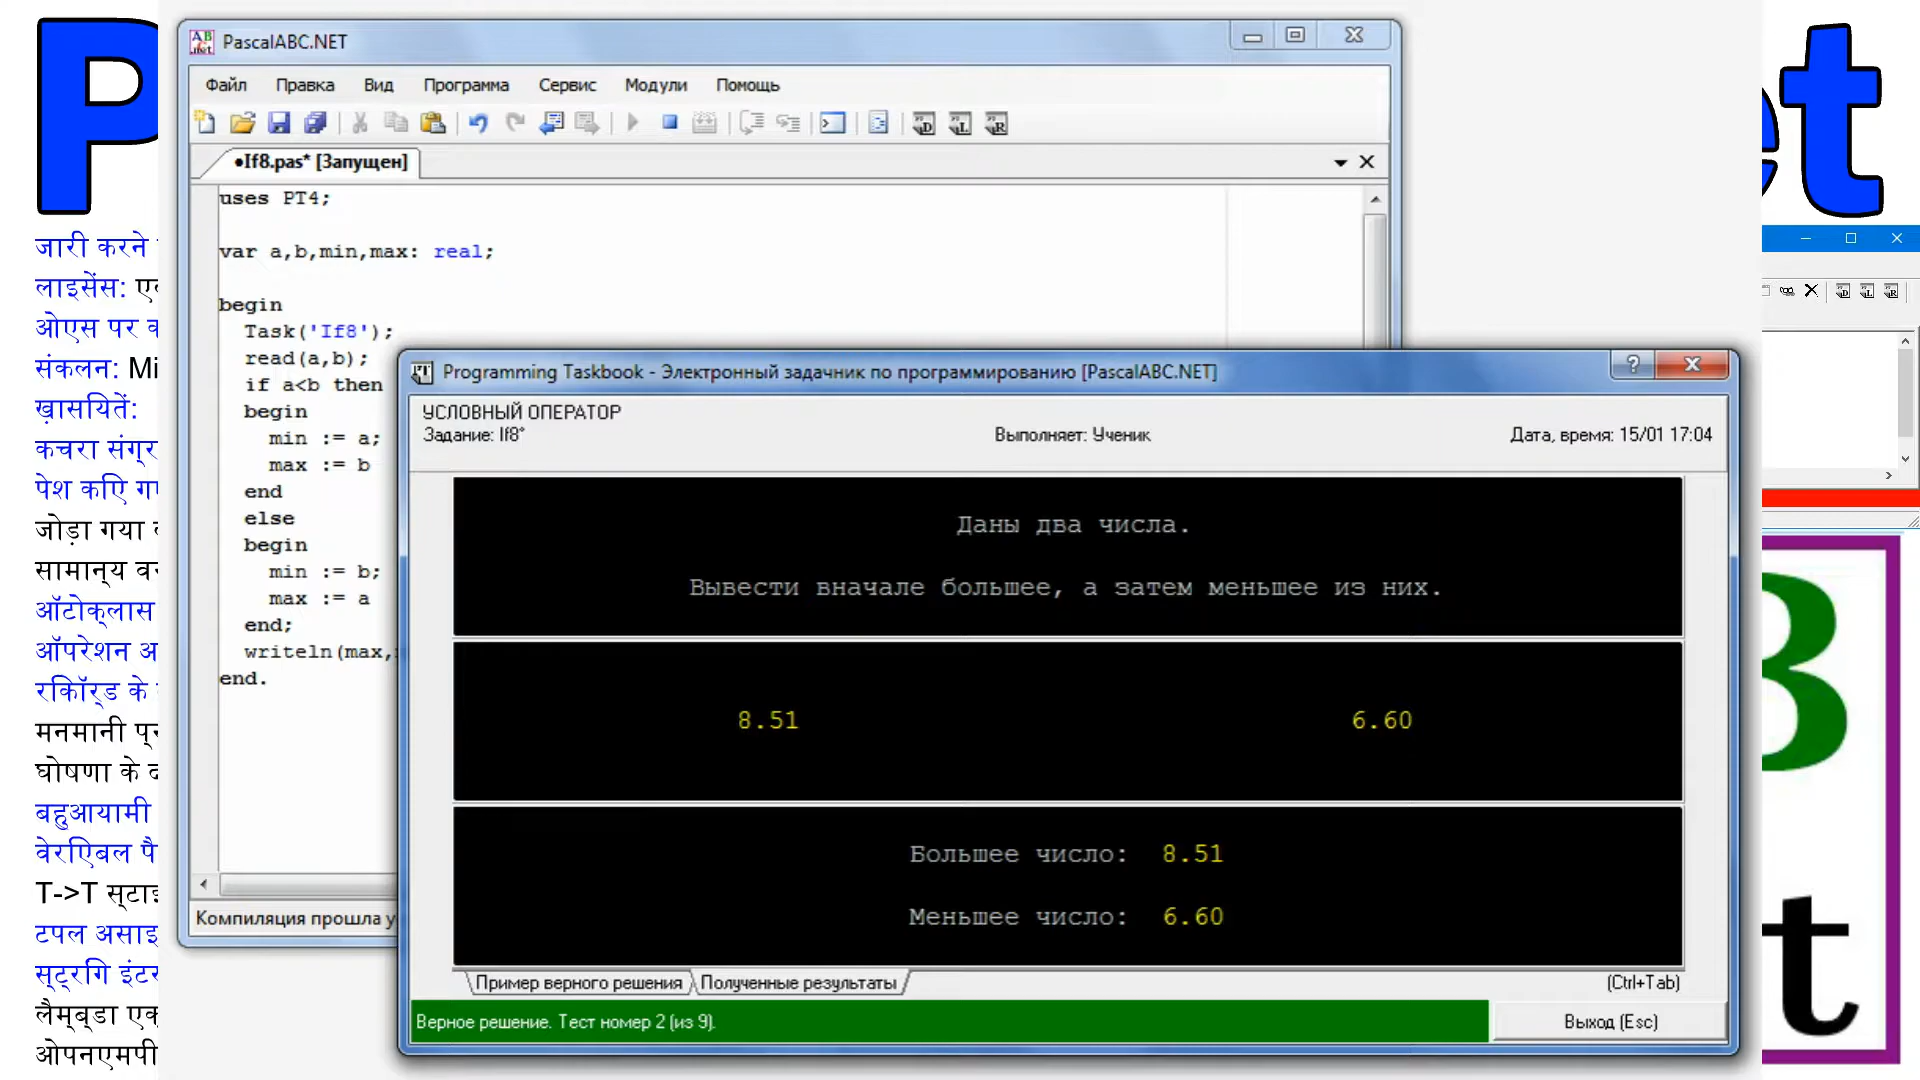 PascalABC.NET
Файл Правка Вид Программа Сервис Модули Помощь
•If8.pas* [Запущен]
uses PT4;
var a,b,min,max: real;
begin
Task('If8');
read(a,b);
if a<b then
begin
min := a;
max := b
end
else
begin
min := b;
max := a
end;
writeln(max,
end.
Компиляция прошла у
Programming Taskbook - Электронный задачник по программированию [PascalABC.NET]
УСЛОВНЫЙ ОПЕРАТОР
Задание: If8° Выполняет: Ученик Дата, время: 15/01 17:04
Даны два числа.
Вывести вначале большее, а затем меньшее из них.
8.51 6.60
Большее число: 8.51
Меньшее число: 6.60
Пример верного решения Полученные результаты (Ctrl+Tab)
Верное решение. Тест номер 2 (из 9). Выход (Esc)
P
et
जारी करने
लाइसेंस:
ओएस पर
संकलन: Mi
ख़ासियतें:
कचरा
पेश किए
जोड़ा गया
सामान्य
ऑटोक्लास
ऑपरेशन
रिकॉर्ड के
मनमानी
घोषणा के
बहुआयामी
वेरिएबल
T->T
टपल
स्ट्रिंग
लैम्ब्डा
ओपनएमपी
B
t